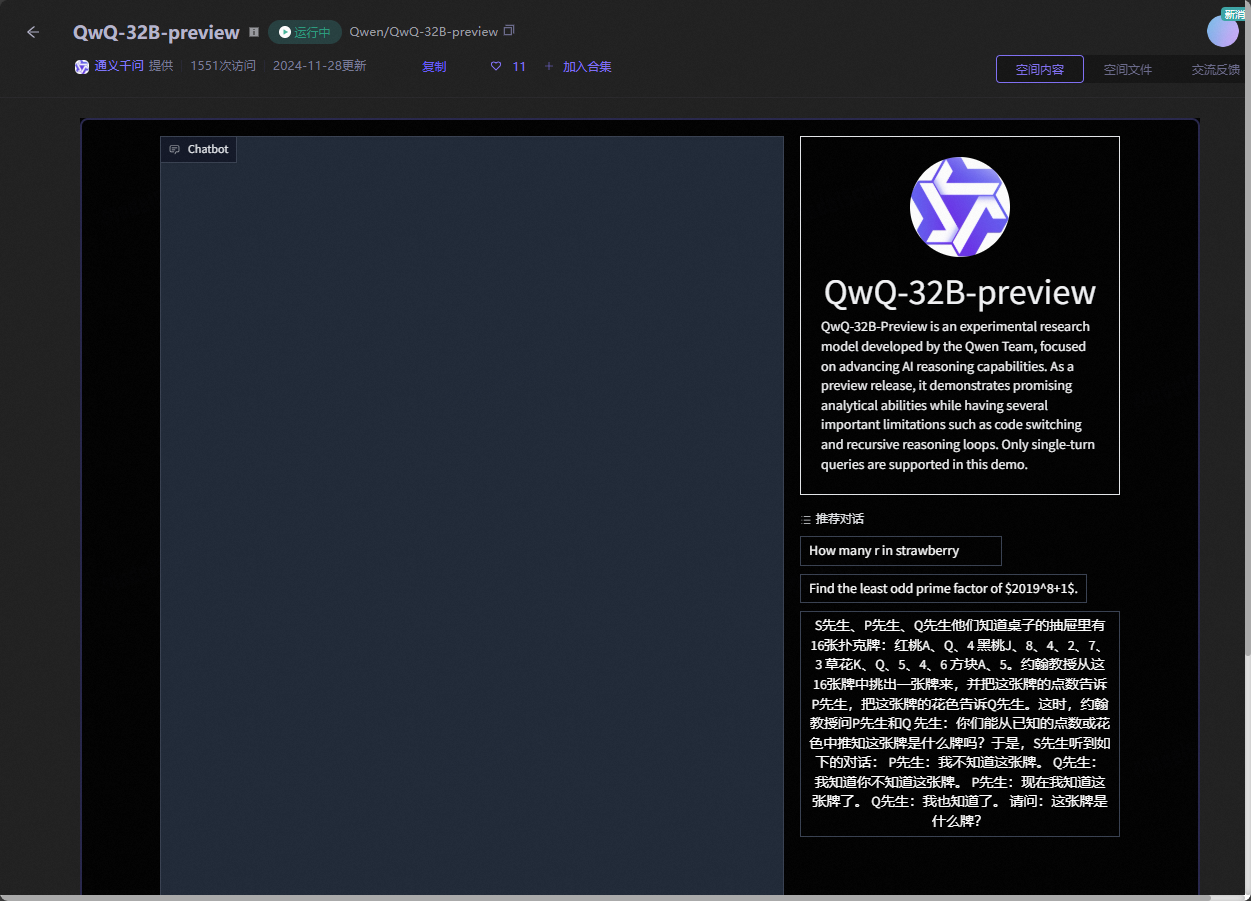 QwQ-32B-preview
运行中
Qwen/QwQ-32B-preview
新消
通义千问 提供
1551次访问
2024-11-28更新
复制
11
+ 加入合集
空间内容
空间文件
交流反馈
Chatbot
QwQ-32B-preview
QwQ-32B-Preview is an experimental research
model developed by the Qwen Team, focused
on advancing AI reasoning capabilities. As a
preview release, it demonstrates promising
analytical abilities while having several
important limitations such as code switching
and recursive reasoning loops. Only single-turn
queries are supported in this demo.
推荐对话
How many r in strawberry
Find the least odd prime factor of $2019^8+1$.
S先生、P先生、Q先生他们知道桌子的抽屉里有
16张扑克牌：红桃A、Q、4 黑桃J、8、4、2、7、
3 草花K、Q、5、4、6 方块A、5。约翰教授从这
16张牌中挑出一张牌来，并把这张牌的点数告诉
P先生，把这张牌的花色告诉Q先生。这时，约翰
教授问P先生和Q 先生：你们能从已知的点数或花
色中推知这张牌是什么牌吗？于是，S先生听到如
下的对话： P先生：我不知道这张牌。 Q先生：
我知道你不知道这张牌。 P先生：现在我知道这
张牌了。 Q先生：我也知道了。 请问：这张牌是
什么牌？